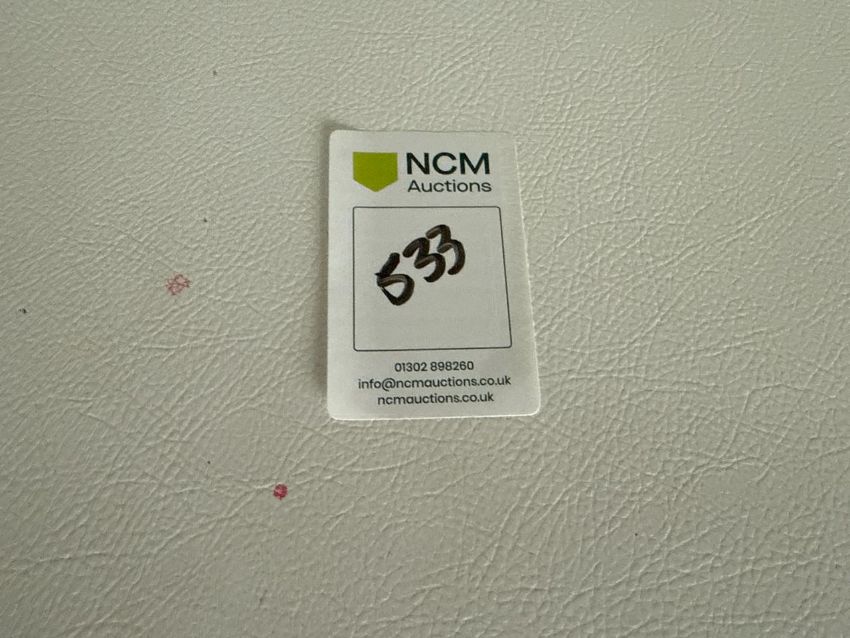 NCM
Auctions
533
01302 898260
info@ncmauctions.co.uk
ncmauctions.co.uk